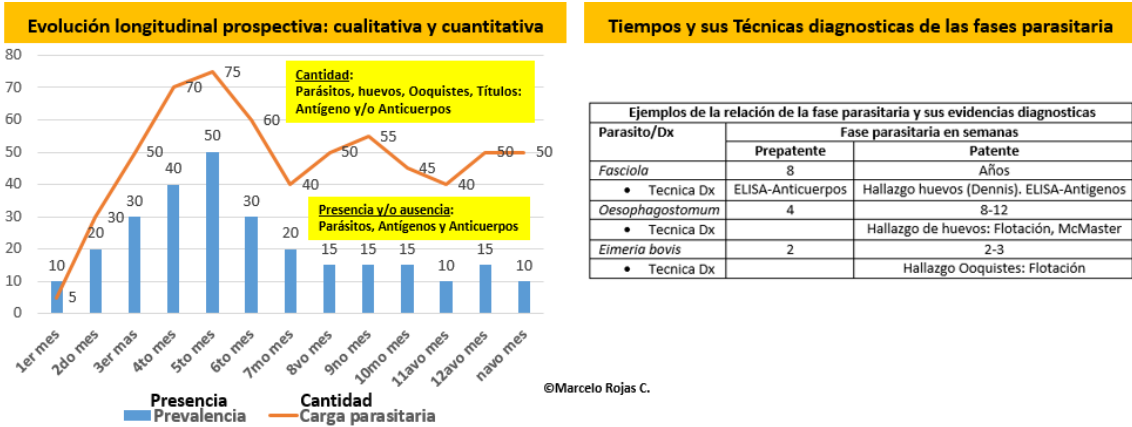 Evolución longitudinal prospectiva: cualitativa y cuantitativa
80
70
60
50
40
30
20
10
0
10
20
30
40
50
30
20
15
15
15
10
15
10
5
30
50
70
75
60
40
50
55
45
40
50
50
Cantidad:
Parásitos, huevos, Ooquistes, Títulos:
Antígeno y/o Anticuerpos
Presencia y/o ausencia:
Parásitos, Antígenos y Anticuerpos
1er mes
2do mes
3er mas
4to mes
5to mes
6to mes
7mo mes
8vo mes
9no mes
10mo mes
11avo mes
12avo mes
navo mes
Presencia Cantidad
Prevalencia Carga parasitaria
Tiempos y sus Técnicas diagnosticas de las fases parasitaria
Ejemplos de la relación de la fase parasitaria y sus evidencias diagnosticas
Parasito/Dx Fase parasitaria en semanas
Prepatente Patente
Fasciola 8 Años
• Tecnica Dx ELISA-Anticuerpos Hallazgo huevos (Dennis). ELISA-Antigenos
Oesophagostomum 4 8-12
• Tecnica Dx Hallazgo de huevos: Flotación, McMaster
Eimeria bovis 2 2-3
• Tecnica Dx Hallazgo Ooquistes: Flotación
©Marcelo Rojas C.